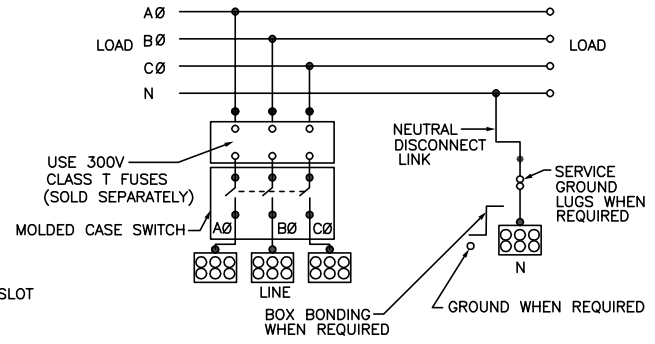 AØ
LOAD BØ
LOAD
CØ
N
NEUTRAL
DISCONNECT
LINK
USE 300V
CLASS T FUSES
(SOLD SEPARATELY)
SERVICE
GROUND
LUGS WHEN
REQUIRED
MOLDED CASE SWITCH
AØ BØ CØ
N
SLOT
LINE
GROUND WHEN REQUIRED
BOX BONDING
WHEN REQUIRED